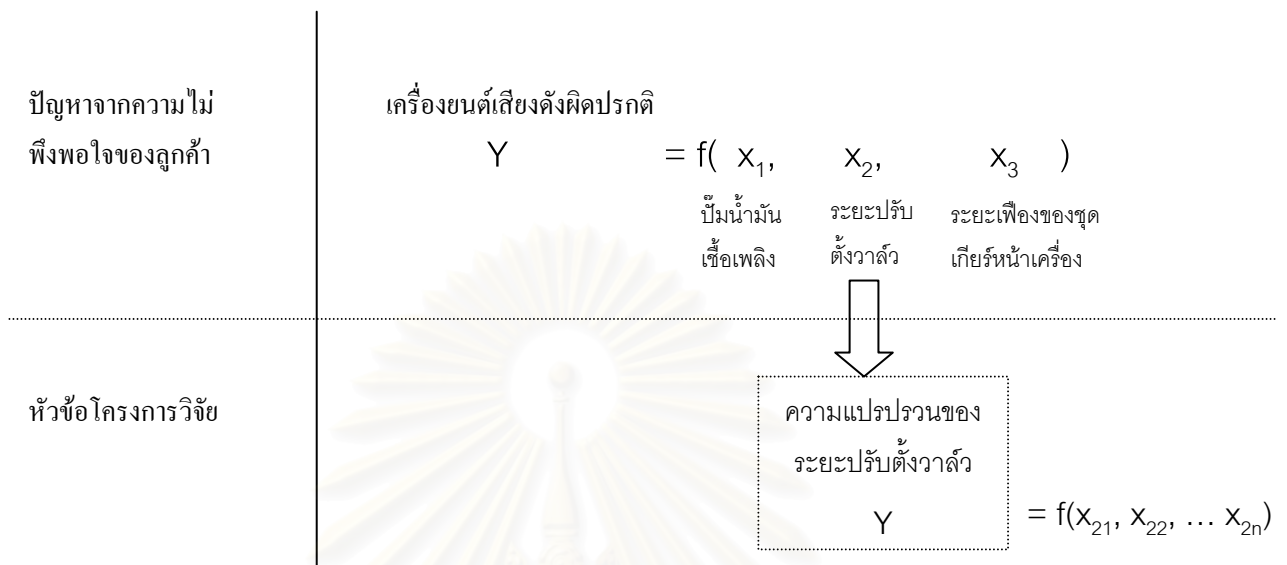 ปัญหาจากความไม่
พึงพอใจของลูกค้า
เครื่องยนต์เสียงดังผิดปรกติ
Y = f( x₁, x₂, x₃ )
ปั๊มน้ำมัน
เชื้อเพลิง
ระยะปรับ
ตั้งวาล์ว
ระยะเฟืองของชุด
เกียร์หน้าเครื่อง
หัวข้อโครงการวิจัย
ความแปรปรวนของ
ระยะปรับตั้งวาล์ว
Y = f(x₂₁, x₂₂, … x₂ₙ)